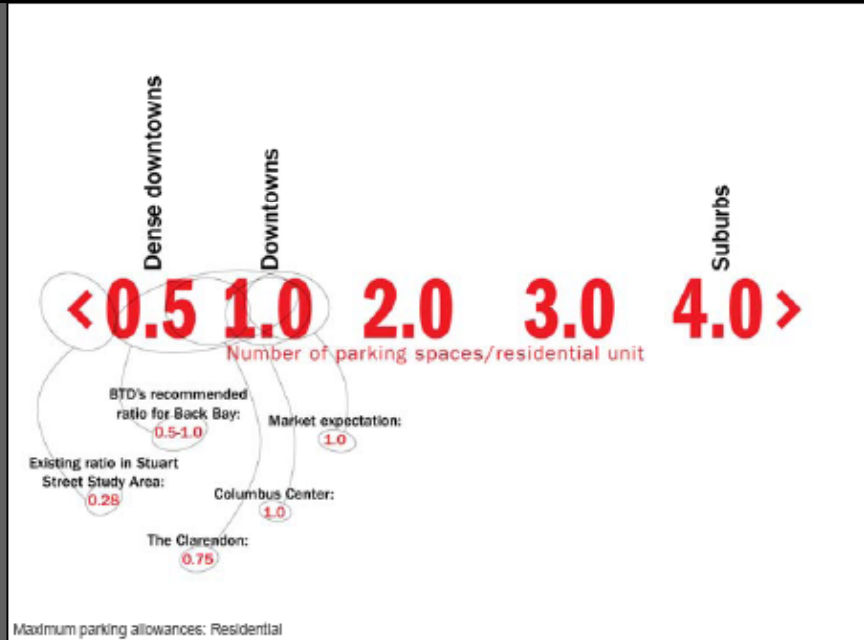 Dense downtowns
Downtowns
Suburbs
<0.5 1.0 2.0 3.0 4.0>
Number of parking spaces/residential unit
BTD's recommended
ratio for Back Bay:
0.5-1.0
Market expectation:
1.0
Existing ratio in Stuart
Street Study Area:
0.28
Columbus Center:
1.0
The Clarendon:
0.75
Maximum parking allowances: Residential